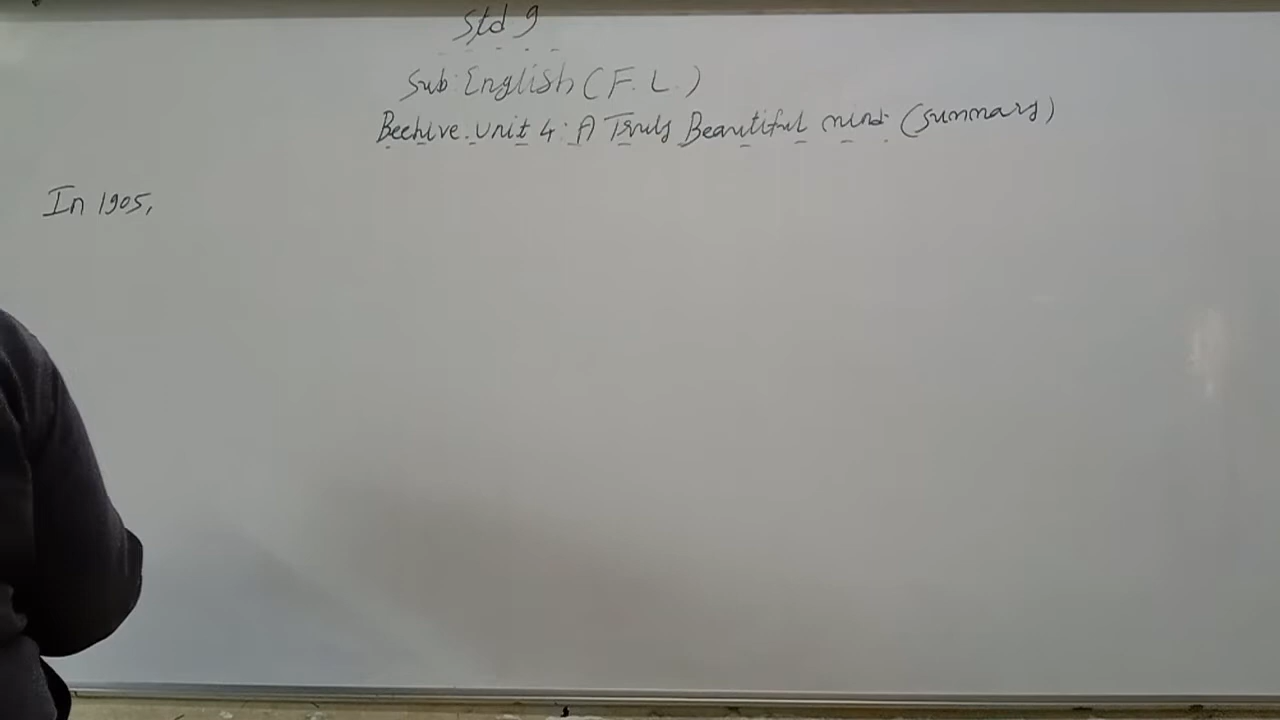 Std 9
Sub: English (F.L.)
Beehive. Unit 4: A Truly Beautiful mind (Summary)
In 1905,